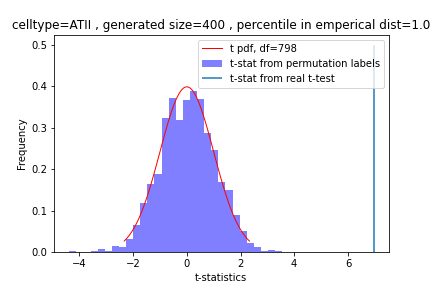 celltype=ATII , generated size=400 , percentile in emperical dist=1.0
t pdf, df=798
t-stat from permutation labels
t-stat from real t-test
Frequency
0.5
0.4
0.3
0.2
0.1
0.0
−4 −2 0 2 4 6
t-statistics